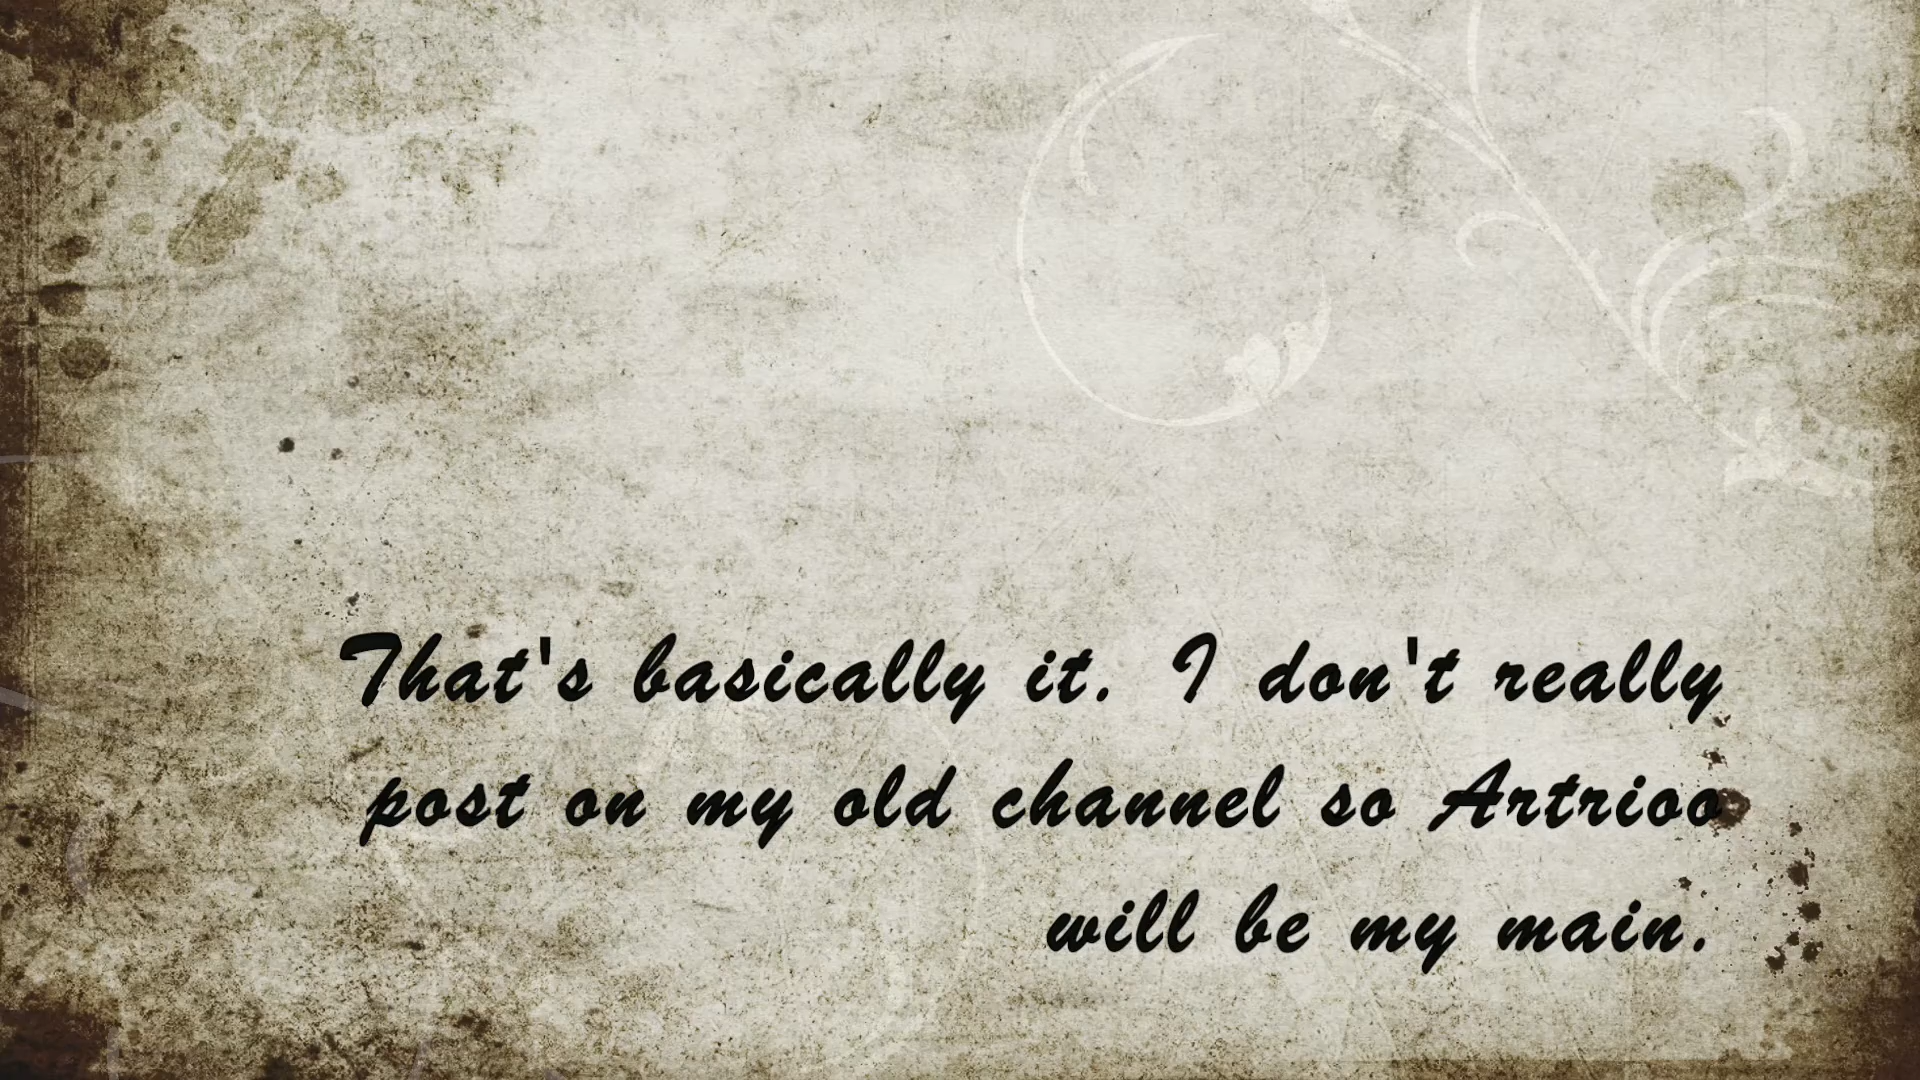 That's basically it. I don't really
post on my old channel so Artrioo
will be my main.